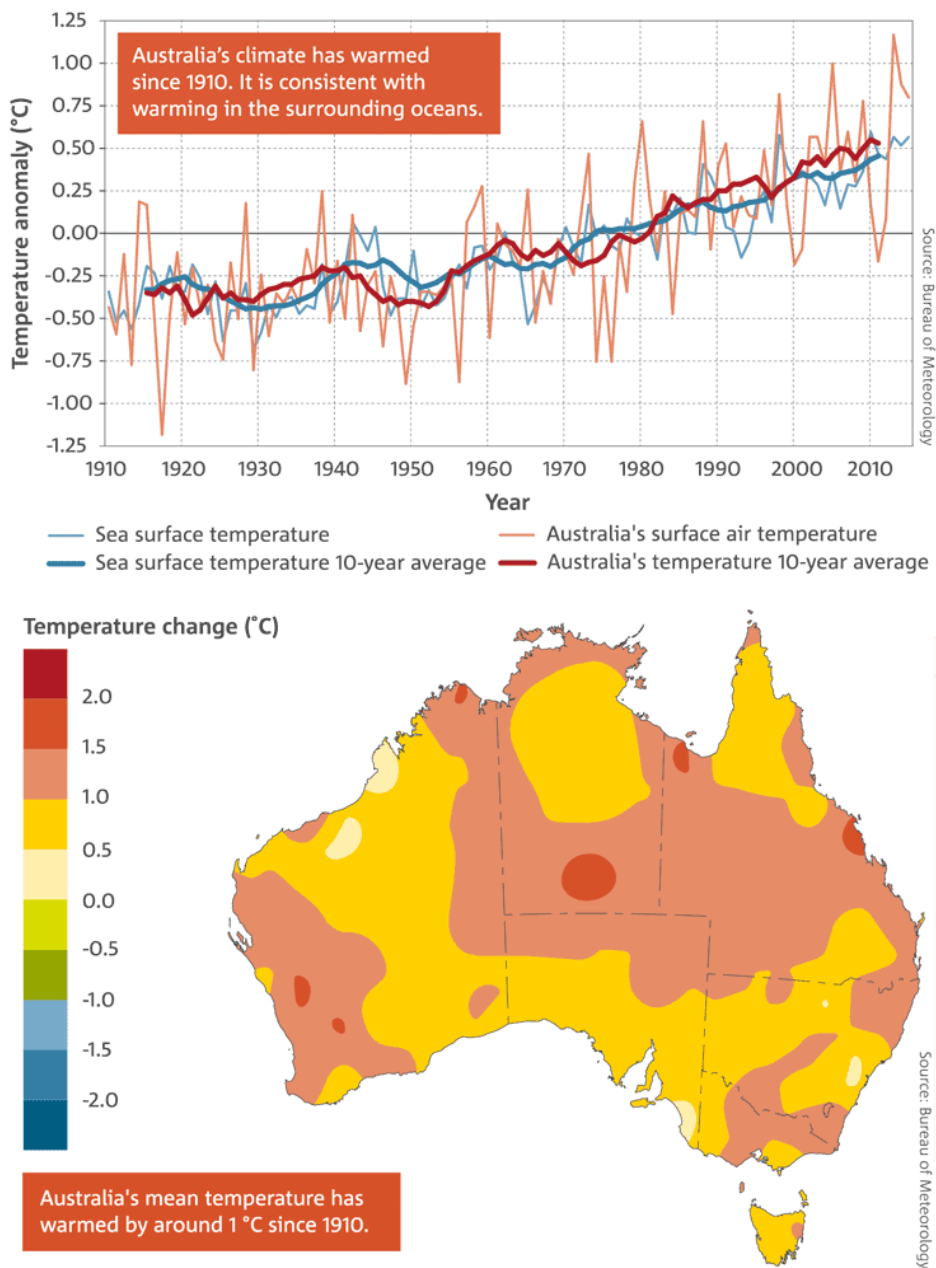 1.25
1.00
0.75
0.50
0.25
0.00
-0.25
-0.50
-0.75
-1.00
-1.25
Temperature anomaly (°C)
Australia's climate has warmed
since 1910. It is consistent with
warming in the surrounding oceans.
Source: Bureau of Meteorology
1910 1920 1930 1940 1950 1960 1970 1980 1990 2000 2010
Year
Sea surface temperature
Australia's surface air temperature
Sea surface temperature 10-year average
Australia's temperature 10-year average
Temperature change (°C)
2.0
1.5
1.0
0.5
0.0
-0.5
-1.0
-1.5
-2.0
Source: Bureau of Meteorology
Australia's mean temperature has
warmed by around 1 °C since 1910.